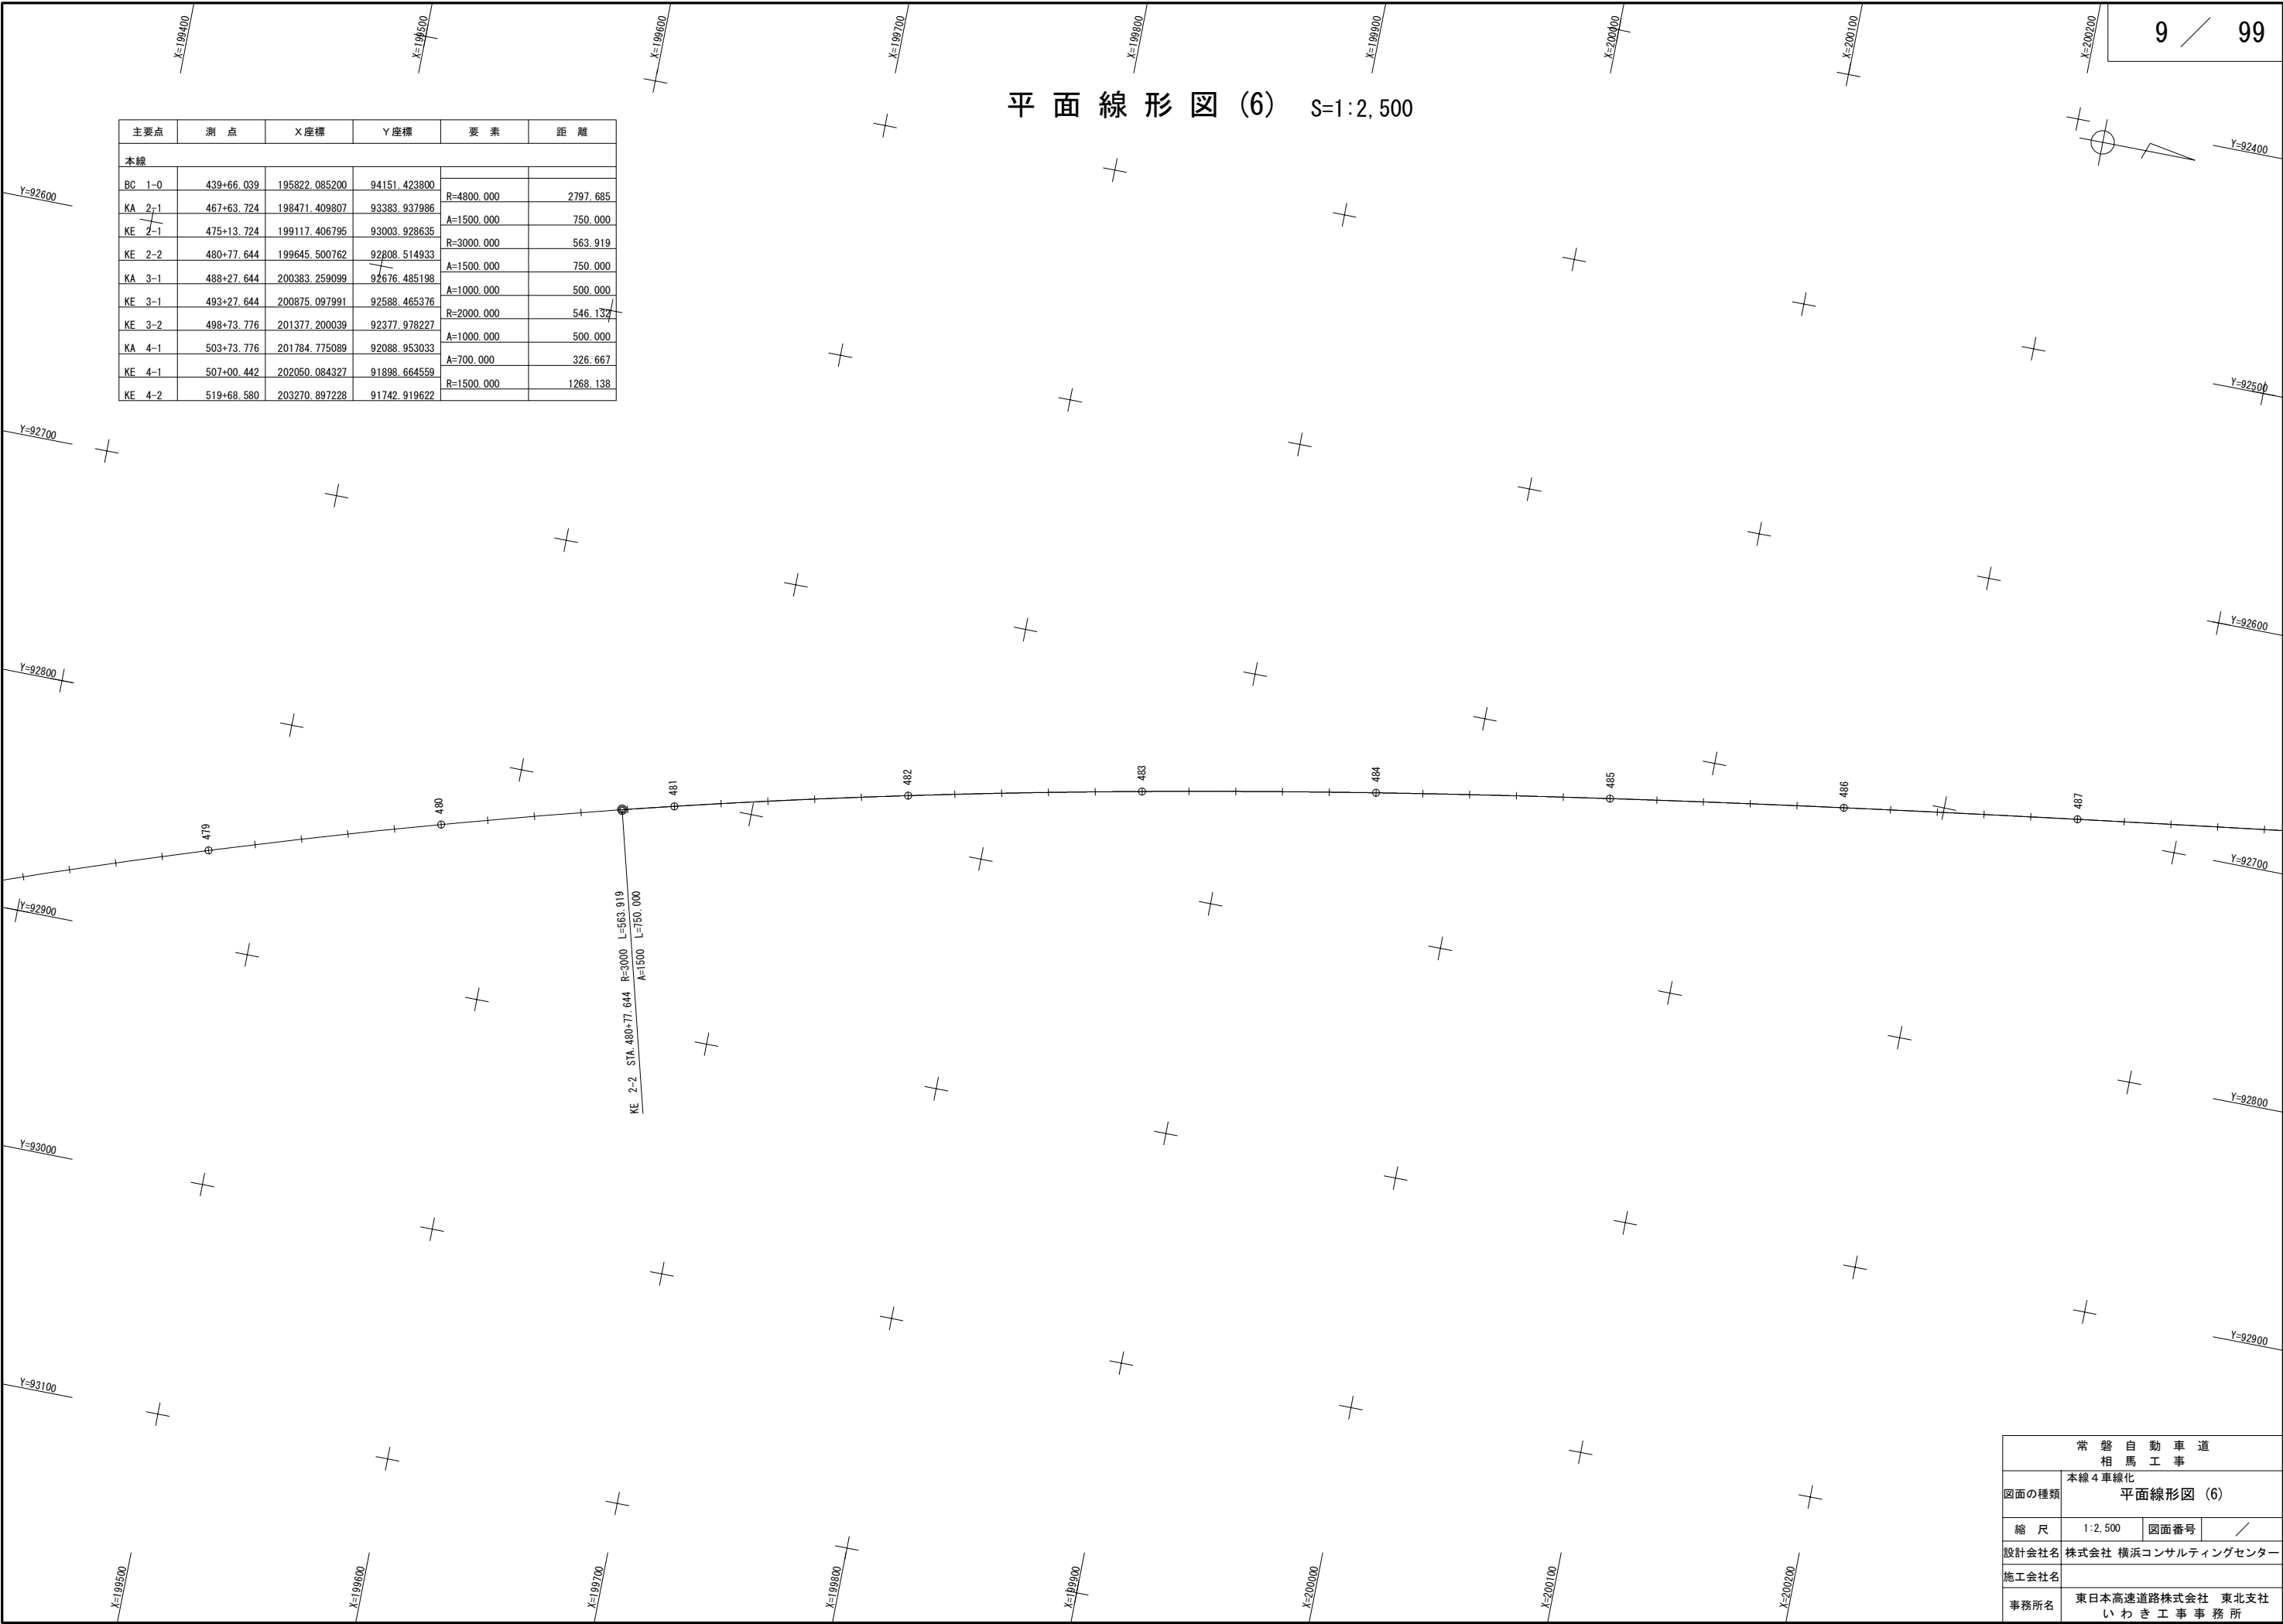 X=199400
X=199500
X=199600
X=199700
X=199800
X=199900
X=200000
X=200100
X=200200
9 ／ 99
平 面 線 形 図 (6) S=1:2,500
主要点 測 点 X座標 Y座標 要 素 距 離
本線
BC 1-0 439+66.039 195822.085200 94151.423800
R=4800.000 2797.685
KA 2-1 467+63.724 198471.409807 93383.937986
A=1500.000 750.000
KE 2-1 475+13.724 199117.406795 93003.928635
R=3000.000 563.919
KE 2-2 480+77.644 199645.500762 92808.514933
A=1500.000 750.000
KA 3-1 488+27.644 200383.259099 92676.485198
A=1000.000 500.000
KE 3-1 493+27.644 200875.097991 92588.465376
R=2000.000 546.132
KE 3-2 498+73.776 201377.200039 92377.978227
A=1000.000 500.000
KA 4-1 503+73.776 201784.775089 92088.953033
A=700.000 326.667
KE 4-1 507+00.442 202050.084327 91898.664559
R=1500.000 1268.138
KE 4-2 519+68.580 203270.897228 91742.919622
Y=92600
Y=92700
Y=92800
Y=92900
Y=93000
Y=93100
Y=92400
Y=92500
Y=92600
Y=92700
Y=92800
Y=92900
479
480
481
482
483
484
485
486
487
KE 2-2 STA.480+77.644 R=3000 L=563.919
A=1500 L=750.000
X=199500
X=199600
X=199700
X=199800
X=199900
X=200000
X=200100
X=200200
常 磐 自 動 車 道
相 馬 工 事
図面の種類 本線４車線化
平面線形図 (6)
縮 尺 1:2,500 図面番号 ／
設計会社名 株式会社 横浜コンサルティングセンター
施工会社名
事務所名 東日本高速道路株式会社 東北支社
い わ き 工 事 事 務 所